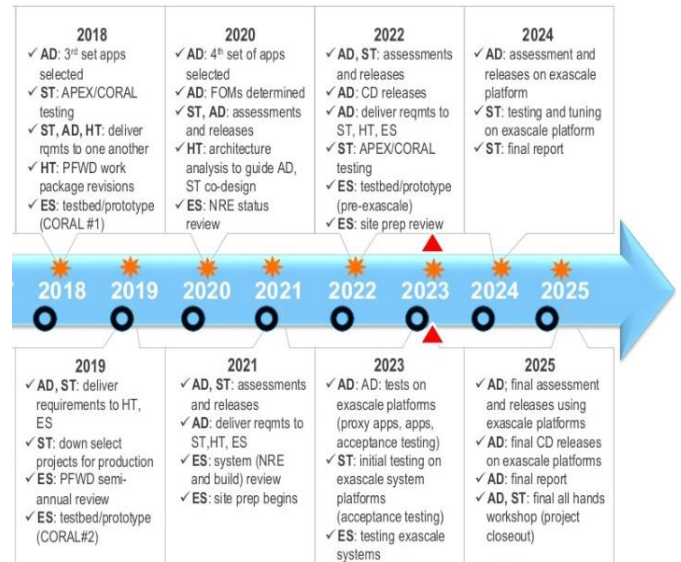 2018
✓ AD: 3rd set apps
selected
✓ ST: APEX/CORAL
testing
✓ ST, AD, HT: deliver
rqmts to one another
✓ HT: PFWD work
package revisions
✓ ES: testbed/prototype
(CORAL #1)
2020
✓ AD: 4th set of apps
selected
✓ AD: FOMs determined
✓ ST, AD: assessments
and releases
✓ HT: architecture
analysis to guide AD,
ST co-design
✓ ES: NRE status
review
2022
✓ AD, ST: assessments
and releases
✓ AD: CD releases
✓ AD: deliver reqmts to
ST, HT, ES
✓ ST: APEX/CORAL
testing
✓ ES: testbed/prototype
(pre-exascale)
✓ ES: site prep review
2024
✓ AD: assessment and
releases on exascale
platform
✓ ST: testing and tuning
on exascale platform
✓ ST: final report
2018 2019 2020 2021 2022 2023 2024 2025
2019
✓ AD, ST: deliver
requirements to HT,
ES
✓ ST: down select
projects for production
✓ ES: PFWD semi-
annual review
✓ ES: testbed/prototype
(CORAL#2)
2021
✓ AD, ST: assessments
and releases
✓ AD: deliver reqmts to
ST,HT, ES
✓ ES: system (NRE
and build) review
✓ ES: site prep begins
2023
✓ AD: AD: tests on
exascale platforms
(proxy apps, apps,
acceptance testing)
✓ ST: initial testing on
exascale system
platforms
(acceptance testing)
✓ ES: testing exascale
systems
2025
✓ AD; final assessment
and releases using
exascale platforms
✓ AD: final CD releases
on exascale platforms
✓ AD: final report
✓ AD, ST: final all hands
workshop (project
closeout)